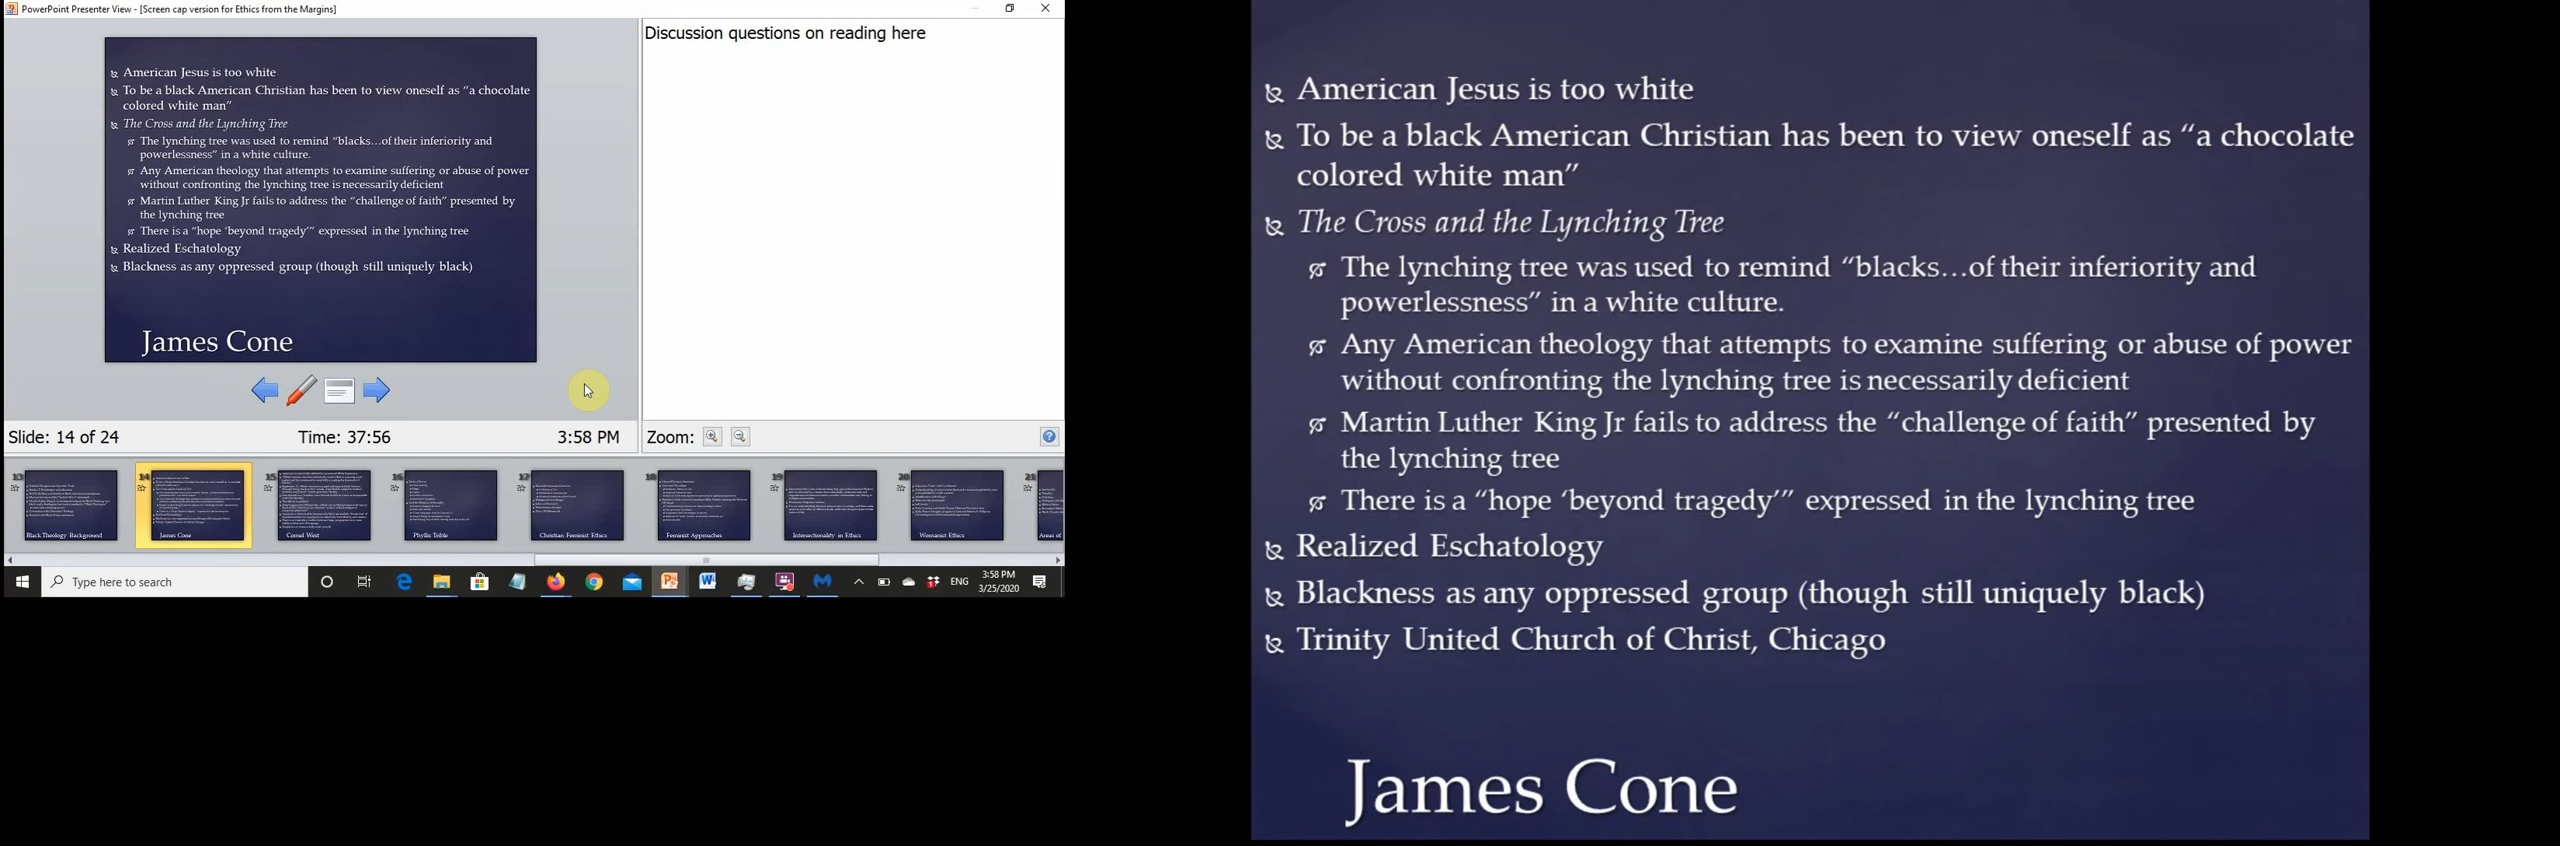 PowerPoint Presenter View - [Screen cap version for Ethics from the Margins]
American Jesus is too white
To be a black American Christian has been to view oneself as “a chocolate
colored white man”
The Cross and the Lynching Tree
The lynching tree was used to remind “blacks…of their inferiority and
powerlessness” in a white culture.
Any American theology that attempts to examine suffering or abuse of power
without confronting the lynching tree is necessarily deficient
Martin Luther King Jr fails to address the “challenge of faith” presented by
the lynching tree
There is a “hope ‘beyond tragedy’” expressed in the lynching tree
Realized Eschatology
Blackness as any oppressed group (though still uniquely black)
James Cone
Slide: 14 of 24 Time: 37:56 3:58 PM
Discussion questions on reading here
Zoom:
13 14 15 16 17 18 19 20 21
Black Theology Background James Cone Cornel West Phyllis Trible Christian Feminist Ethics Feminist Approaches Intersectionality in Ethics Womanist Ethics Areas of
Type here to search
ENG
3:58 PM
3/25/2020
American Jesus is too white
To be a black American Christian has been to view oneself as “a chocolate
colored white man”
The Cross and the Lynching Tree
The lynching tree was used to remind “blacks…of their inferiority and
powerlessness” in a white culture.
Any American theology that attempts to examine suffering or abuse of power
without confronting the lynching tree is necessarily deficient
Martin Luther King Jr fails to address the “challenge of faith” presented by
the lynching tree
There is a “hope ‘beyond tragedy’” expressed in the lynching tree
Realized Eschatology
Blackness as any oppressed group (though still uniquely black)
Trinity United Church of Christ, Chicago
James Cone